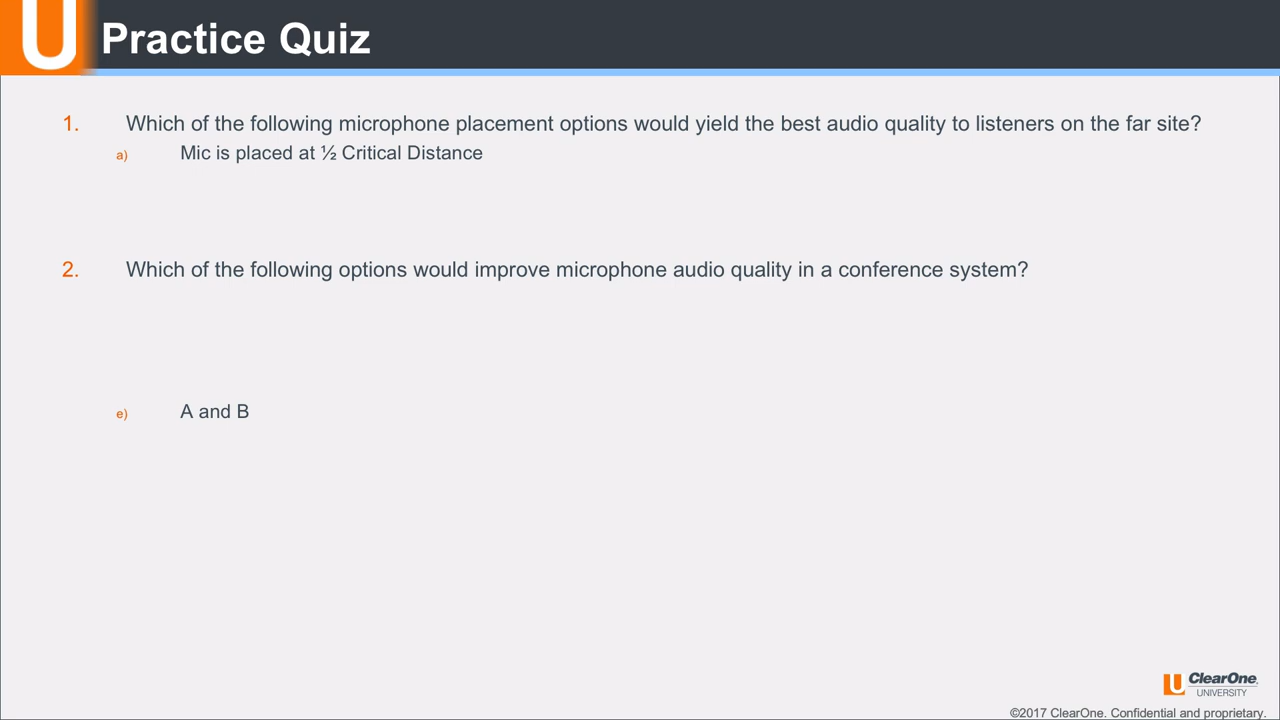 U Practice Quiz
1. Which of the following microphone placement options would yield the best audio quality to listeners on the far site?
a) Mic is placed at ½ Critical Distance
2. Which of the following options would improve microphone audio quality in a conference system?
e) A and B
U ClearOne.
UNIVERSITY
©2017 ClearOne. Confidential and proprietary.